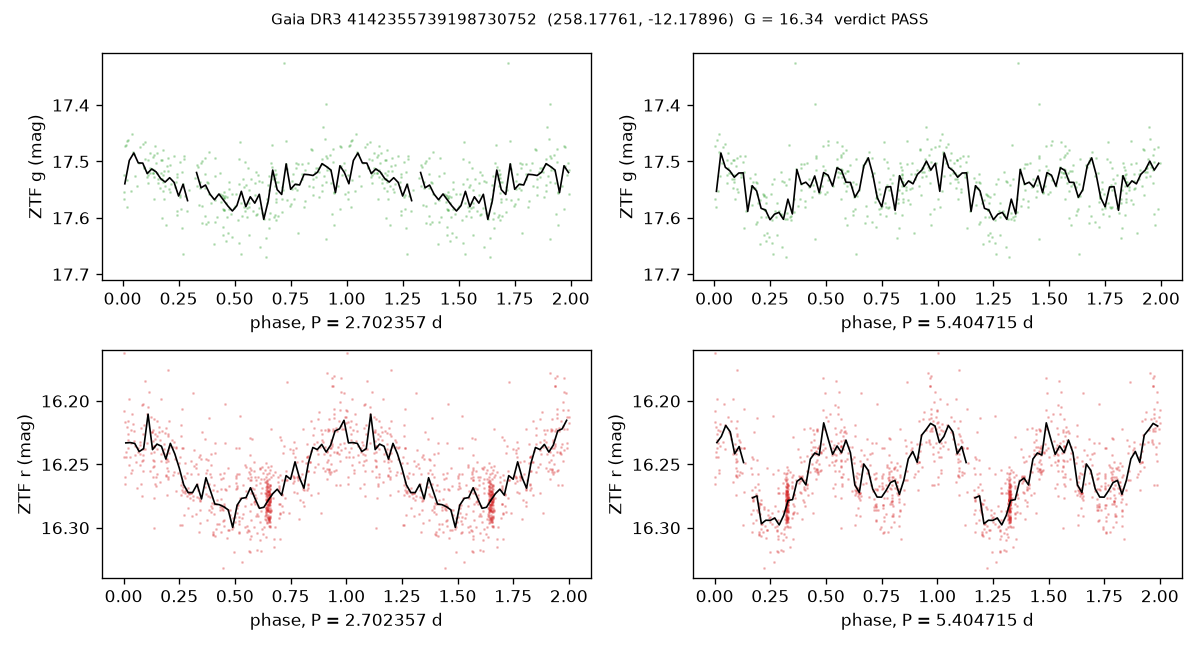 Gaia DR3 4142355739198730752  (258.17761, -12.17896)  G = 16.34  verdict PASS
ZTF g (mag)
17.4
17.5
17.6
17.7
0.00 0.25 0.50 0.75 1.00 1.25 1.50 1.75 2.00
phase, P = 2.702357 d
ZTF g (mag)
17.4
17.5
17.6
17.7
0.00 0.25 0.50 0.75 1.00 1.25 1.50 1.75 2.00
phase, P = 5.404715 d
ZTF r (mag)
16.20
16.25
16.30
0.00 0.25 0.50 0.75 1.00 1.25 1.50 1.75 2.00
phase, P = 2.702357 d
ZTF r (mag)
16.20
16.25
16.30
0.00 0.25 0.50 0.75 1.00 1.25 1.50 1.75 2.00
phase, P = 5.404715 d